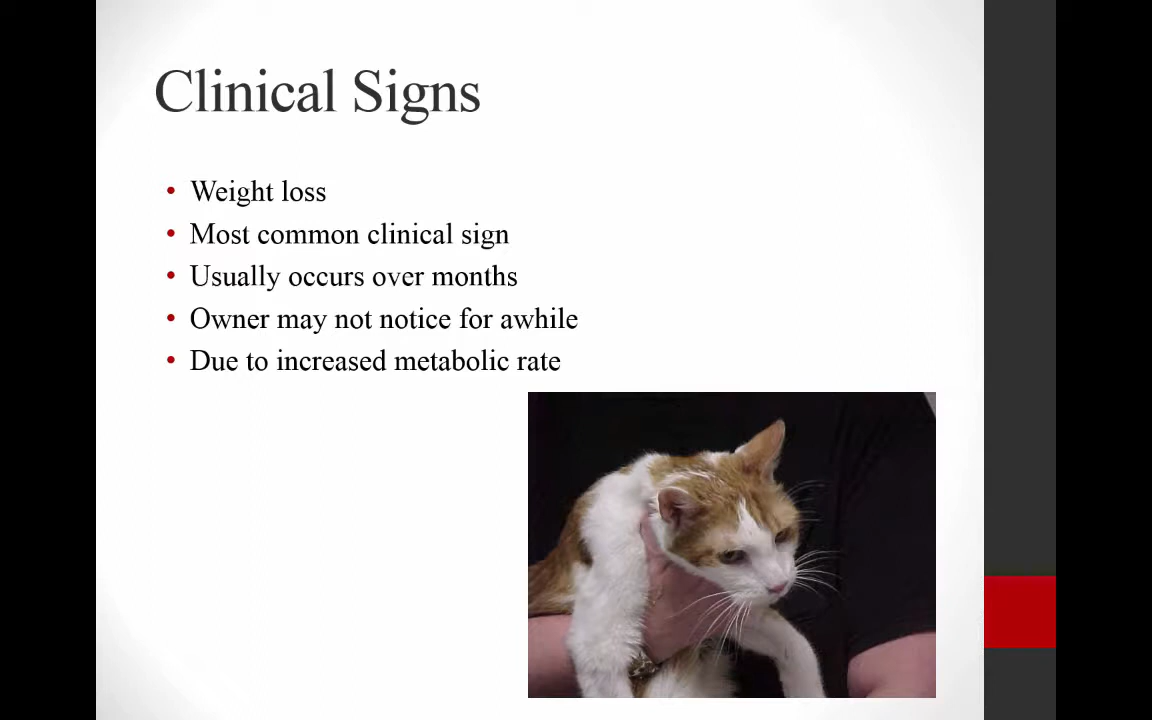 Clinical Signs
• Weight loss
• Most common clinical sign
• Usually occurs over months
• Owner may not notice for awhile
• Due to increased metabolic rate